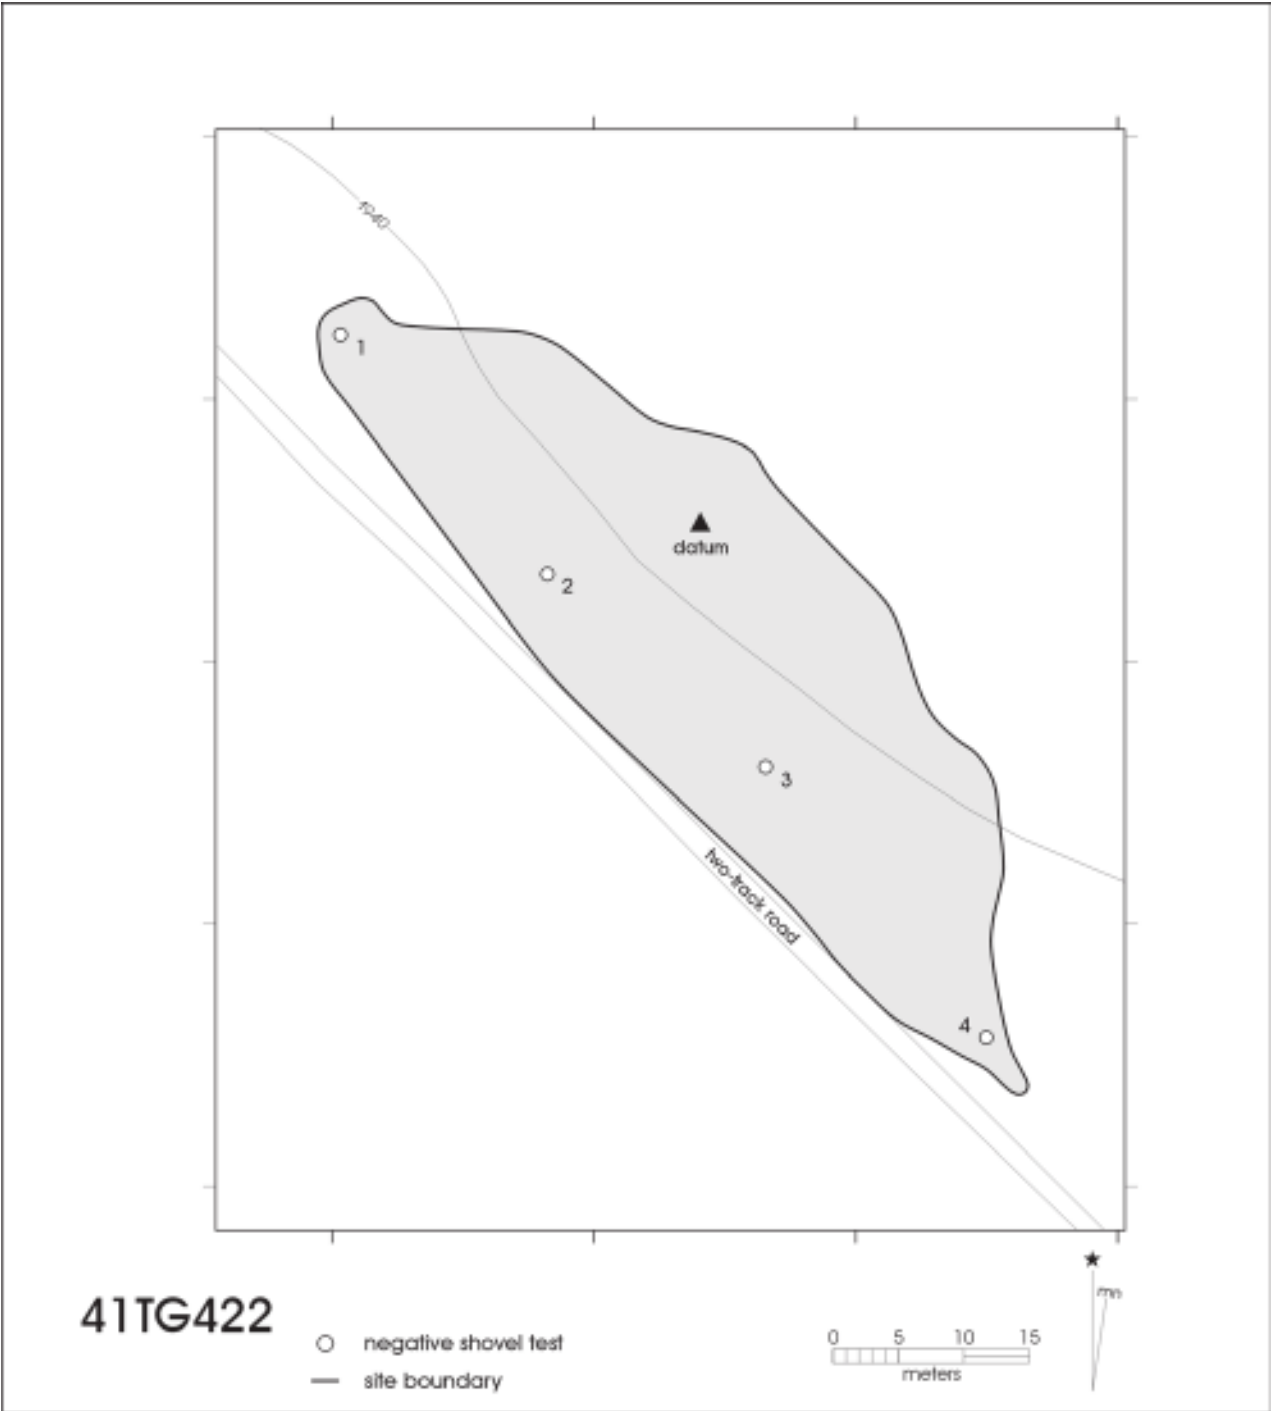 1940
1
datum
2
3
two-track road
4
mn
41TG422
negative shovel test
site boundary
0 5 10 15
meters